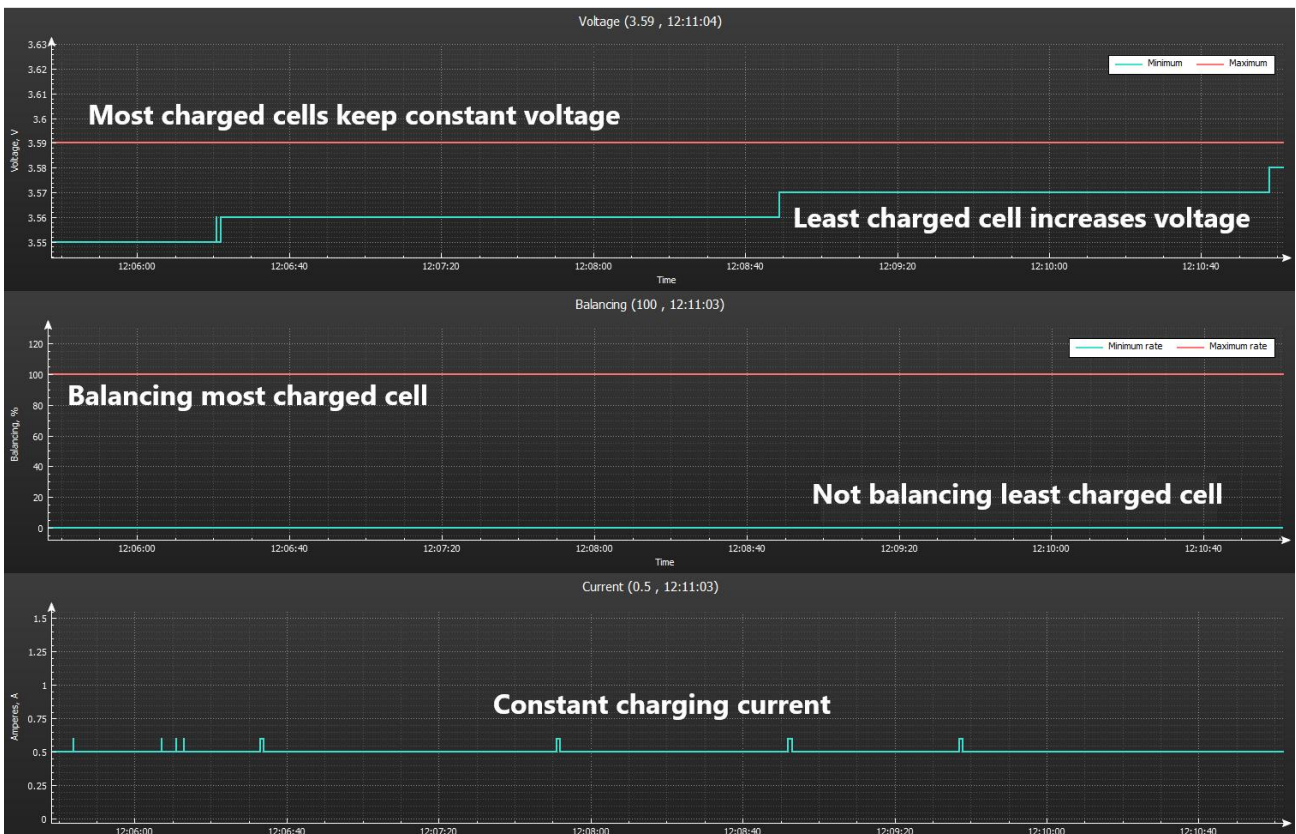 Voltage (3.59 , 12:11:04)
3.63
3.62
3.61
3.6
3.59
3.58
3.57
3.56
3.55
Voltage, V
Minimum Maximum
Most charged cells keep constant voltage
Least charged cell increases voltage
12:06:00 12:06:40 12:07:20 12:08:00 12:08:40 12:09:20 12:10:00 12:10:40
Time
Balancing (100 , 12:11:03)
120
100
80
60
40
20
0
Balancing, %
Minimum rate Maximum rate
Balancing most charged cell
Not balancing least charged cell
12:06:00 12:06:40 12:07:20 12:08:00 12:08:40 12:09:20 12:10:00 12:10:40
Time
Current (0.5 , 12:11:03)
1.5
1.25
1
0.75
0.5
0.25
0
Amperes, A
Constant charging current
12:06:00 12:06:40 12:07:20 12:08:00 12:08:40 12:09:20 12:10:00 12:10:40